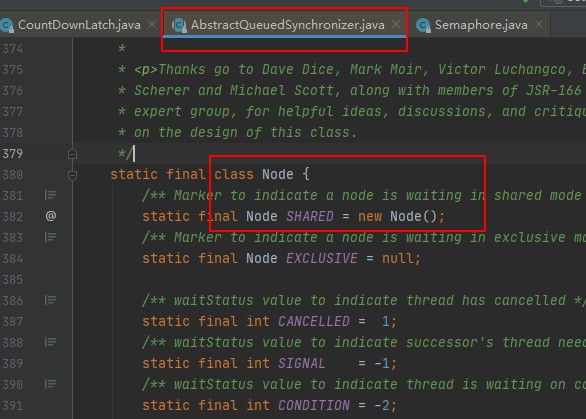 CountDownLatch.java AbstractQueuedSynchronizer.java Semaphore.java
374 *
375 * <p>Thanks go to Dave Dice, Mark Moir, Victor Luchangco,
376 * Scherer and Michael Scott, along with members of JSR-166
377 * expert group, for helpful ideas, discussions, and critiqu
378 * on the design of this class.
379 */
380 static final class Node {
381 /** Marker to indicate a node is waiting in shared mode
382 @ static final Node SHARED = new Node();
383 /** Marker to indicate a node is waiting in exclusive mo
384 static final Node EXCLUSIVE = null;
385
386 /** waitStatus value to indicate thread has cancelled */
387 static final int CANCELLED = 1;
388 /** waitStatus value to indicate successor's thread need
389 static final int SIGNAL = -1;
390 /** waitStatus value to indicate thread is waiting on co
391 static final int CONDITION = -2;